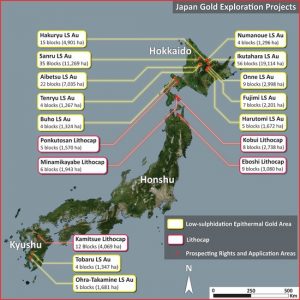 Japan Gold Exploration Projects
Hakuryu LS Au
15 blocks (4,901 ha)
Sanru LS Au
35 blocks (11,269 ha)
Aibetsu LS Au
22 blocks (7,035 ha)
Tenryu LS Au
4 blocks (1,267 ha)
Buho LS Au
4 blocks (1,324 ha)
Ponkutosan Lithocap
5 blocks (1,570 ha)
Minamikayabe Lithocap
6 blocks (1,943 ha)
Hokkaido
Numanoue LS Au
4 blocks (1,296 ha)
Ikutahara LS Au
56 blocks (19,114 ha)
Onne LS Au
9 blocks (2,998 ha)
Fujimi LS Au
7 blocks (2,201 ha)
Harutomi LS Au
5 blocks (1,672 ha)
Kobui Lithocap
8 blocks (2,738 ha)
Eboshi Lithocap
9 blocks (3,080 ha)
Honshu
Kyushu
Kamitsue Lithocap
12 Blocks (4,069 ha)
Tobaru LS Au
4 blocks (1,347 ha)
Ohra-Takamine LS Au
5 blocks (1,681 ha)
Low-sulphidation Epithermal Gold Area
Lithocap
Prospecting Rights and Application Areas
N
0 125 250 500
Km